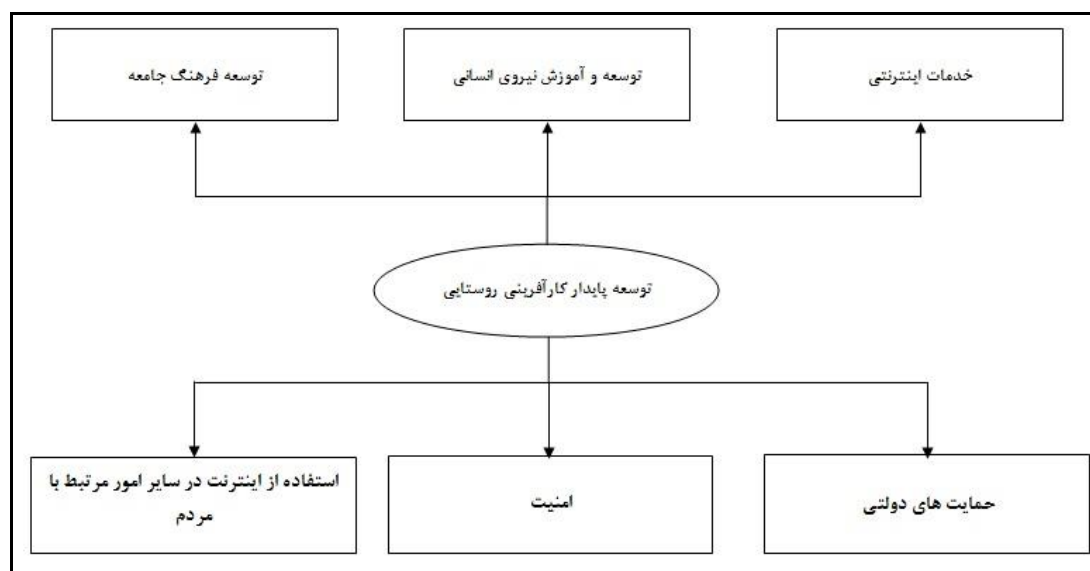 خدمات اینترنتی
توسعه و آموزش نیروی انسانی
توسعه فرهنگ جامعه
توسعه پایدار کارآفرینی روستایی
حمایت های دولتی
امنیت
استفاده از اینترنت در سایر امور مرتبط با
مردم